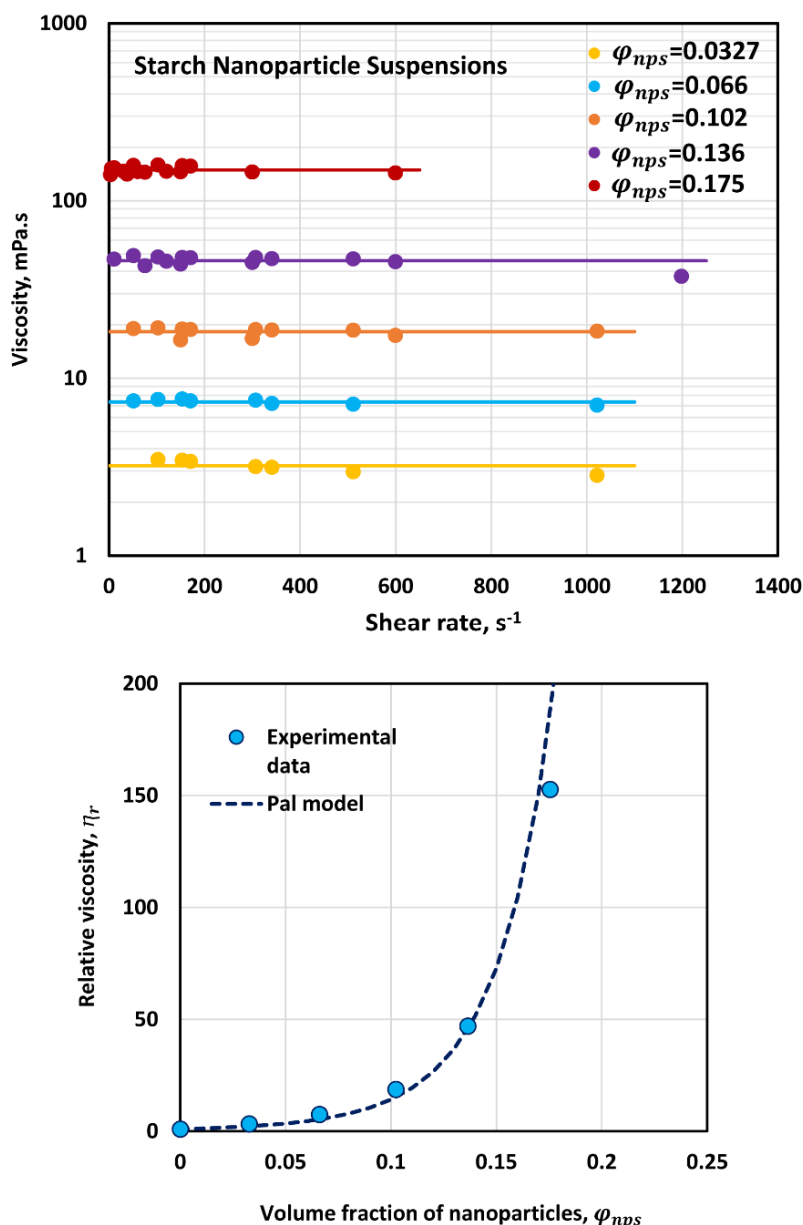 1000
Starch Nanoparticle Suspensions
φnps=0.0327
φnps=0.066
φnps=0.102
φnps=0.136
φnps=0.175
100
10
1
Viscosity, mPa.s
0 200 400 600 800 1000 1200 1400
Shear rate, s-1
200
Experimental
data
Pal model
150
100
50
0
Relative viscosity, ηr
0 0.05 0.1 0.15 0.2 0.25
Volume fraction of nanoparticles, φnps